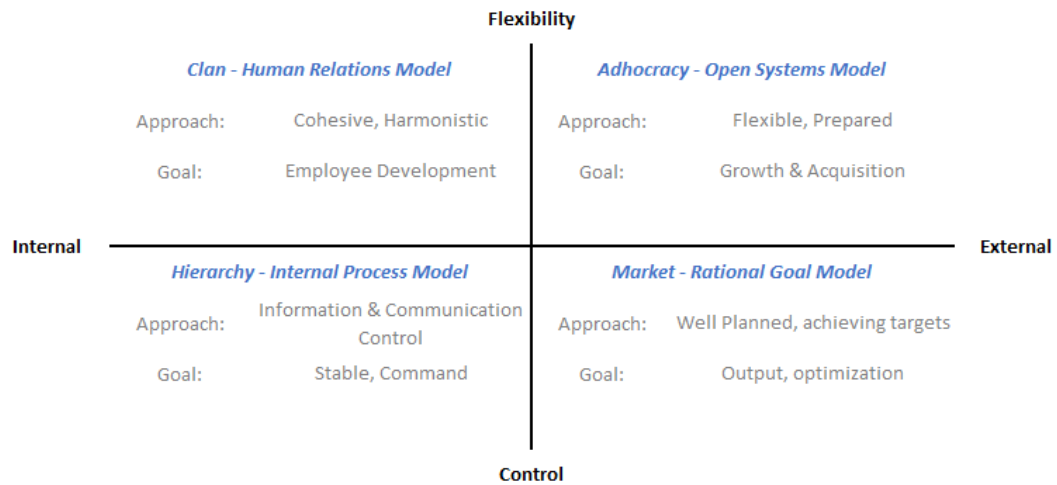 Flexibility
Clan - Human Relations Model
Approach: Cohesive, Harmonistic
Goal: Employee Development
Adhocracy - Open Systems Model
Approach: Flexible, Prepared
Goal: Growth & Acquisition
Internal
External
Hierarchy - Internal Process Model
Approach: Information & Communication
Control
Goal: Stable, Command
Market - Rational Goal Model
Approach: Well Planned, achieving targets
Goal: Output, optimization
Control